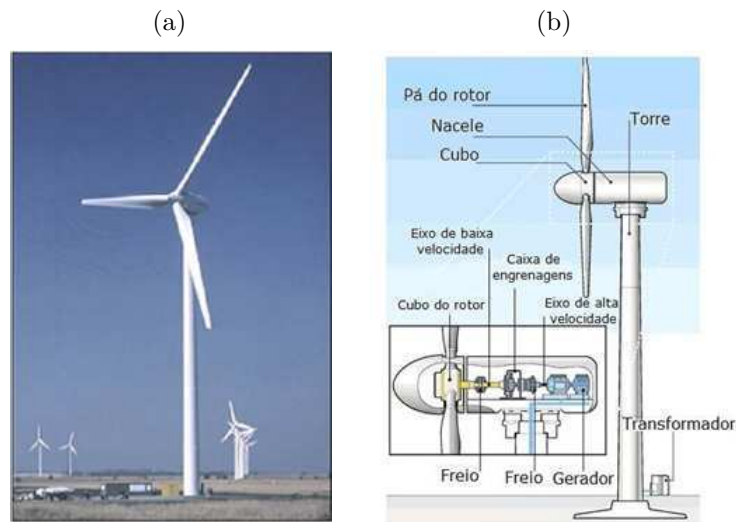 (a)
(b)
Pá do rotor
Nacele
Cubo
Torre
Eixo de baixa
velocidade
Caixa de
engrenagens
Cubo do rotor
Eixo de alta
velocidade
Transformador
Freio
Freio
Gerador